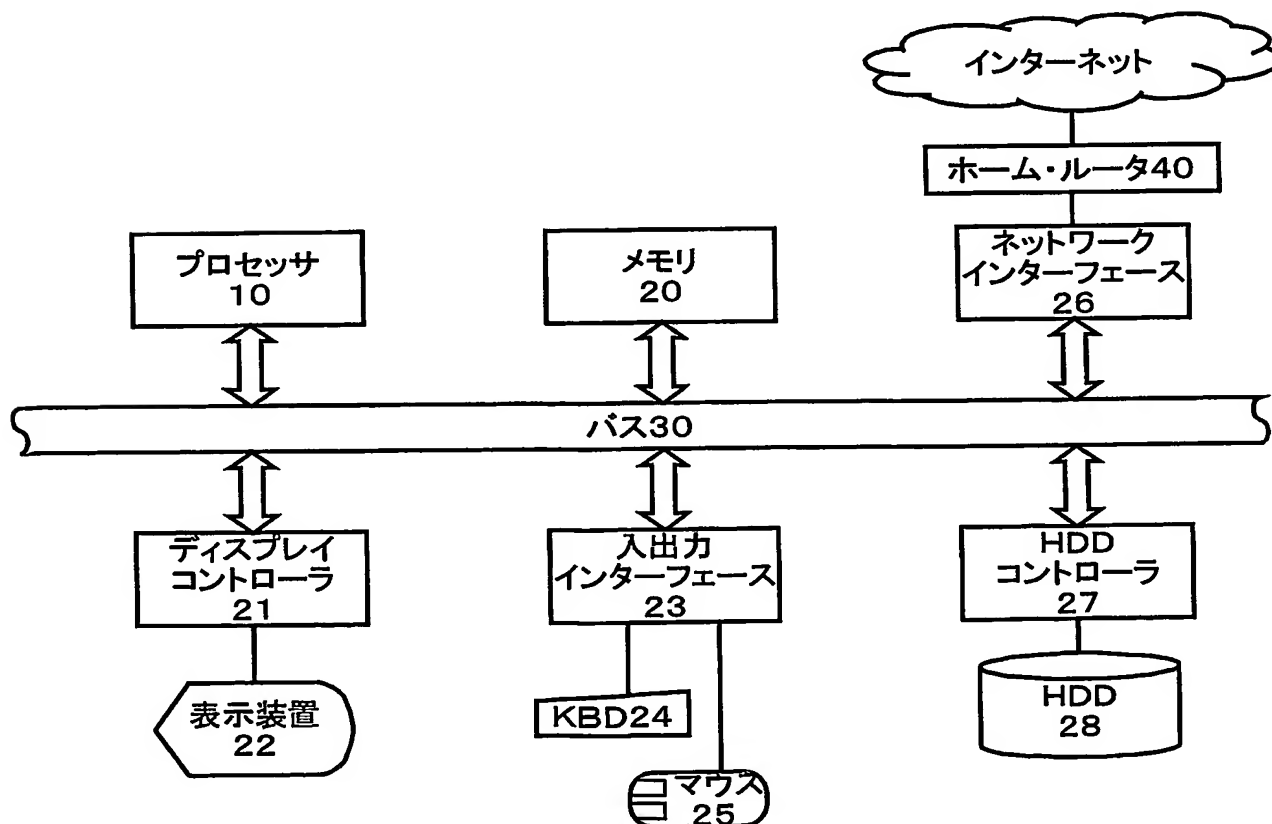 インターネット
ホーム・ルータ40
プロセッサ
10
メモリ
20
ネットワーク
インターフェース
26
バス30
ディスプレイ
コントローラ
21
入出力
インターフェース
23
HDD
コントローラ
27
表示装置
22
KBD24
マウス
25
HDD
28